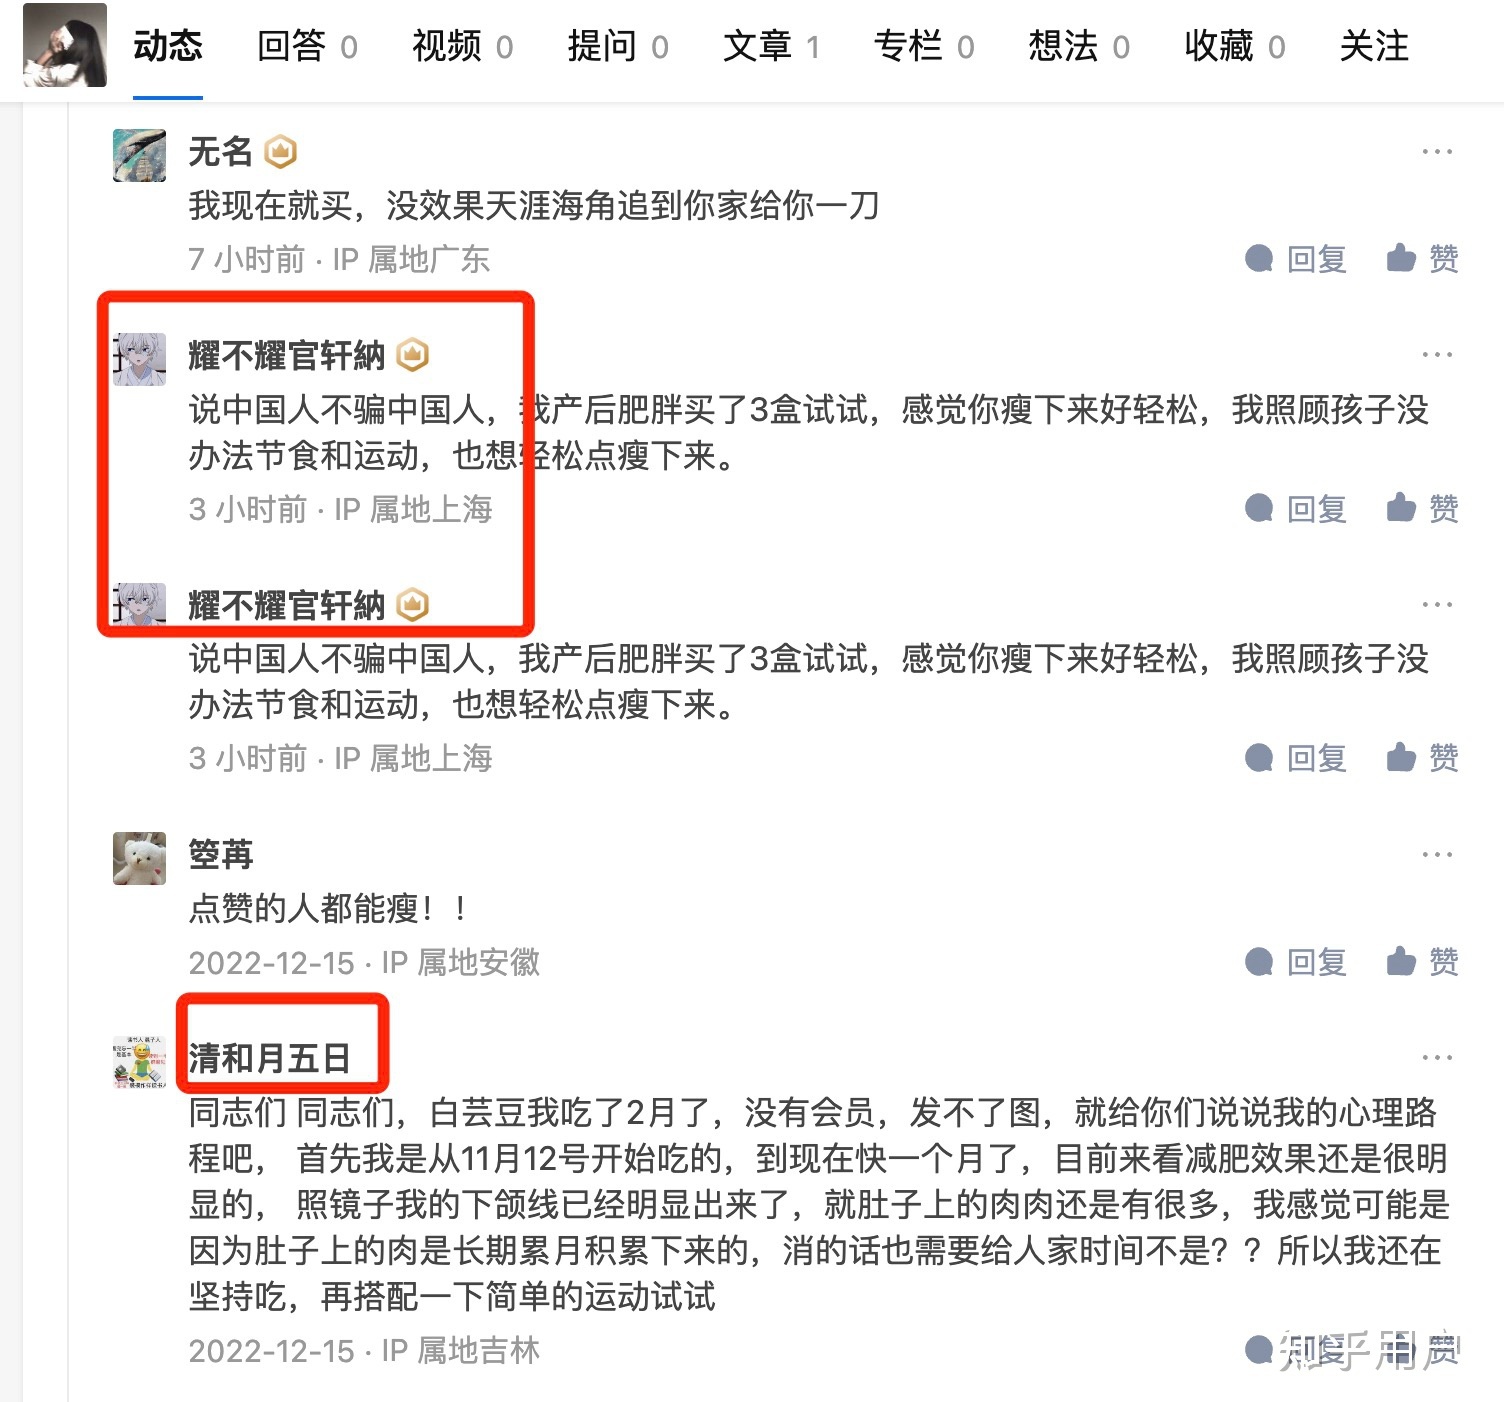 动态 回答 0 视频 0 提问 0 文章 1 专栏 0 想法 0 收藏 0 关注
无名
我现在就买，没效果天涯海角追到你家给你一刀
7 小时前 · IP 属地广东 回复 赞
耀不耀官轩納
说中国人不骗中国人，我产后肥胖买了3盒试试，感觉你瘦下来好轻松，我照顾孩子没
办法节食和运动，也想轻松点瘦下来。
3 小时前 · IP 属地上海 回复 赞
耀不耀官轩納
说中国人不骗中国人，我产后肥胖买了3盒试试，感觉你瘦下来好轻松，我照顾孩子没
办法节食和运动，也想轻松点瘦下来。
3 小时前 · IP 属地上海 回复 赞
箜苒
点赞的人都能瘦！！
2022-12-15 · IP 属地安徽 回复 赞
清和月五日
同志们 同志们，白芸豆我吃了2月了，没有会员，发不了图，就给你们说说我的心理路
程吧， 首先我是从11月12号开始吃的，到现在快一个月了，目前来看减肥效果还是很明
显的， 照镜子我的下颌线已经明显出来了，就肚子上的肉肉还是有很多，我感觉可能是
因为肚子上的肉是长期累月积累下来的，消的话也需要给人家时间不是？？所以我还在
坚持吃，再搭配一下简单的运动试试
2022-12-15 · IP 属地吉林 回复 赞
知乎用户